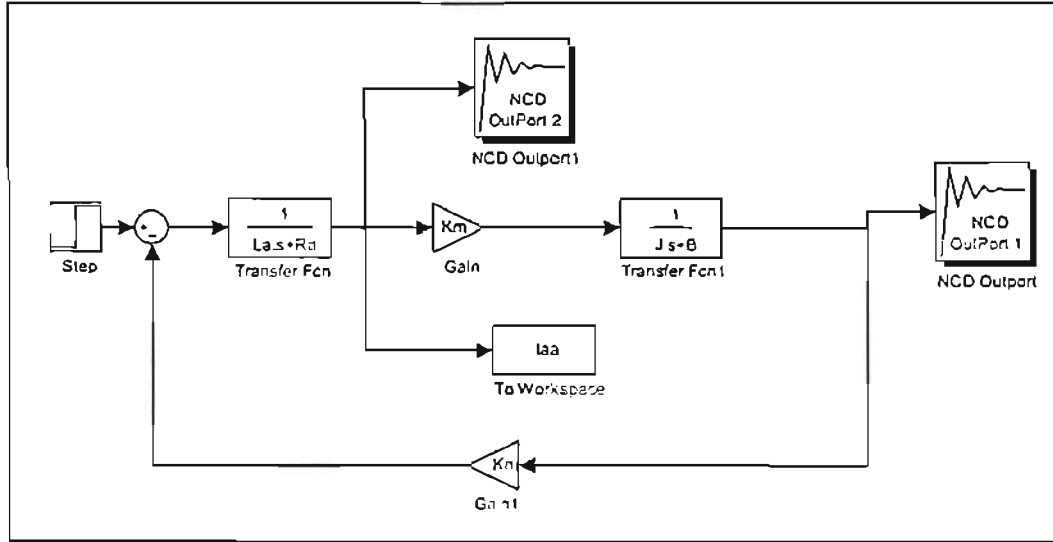 NCD
OutPort 2
NCD Outport1
NCD
OutPort 1
NCD Outport
Step
1
La.s+Ra
Transfer Fcn
Km
Gain
1
J.s+B
Transfer Fcn1
Iaa
To Workspace
Gain1